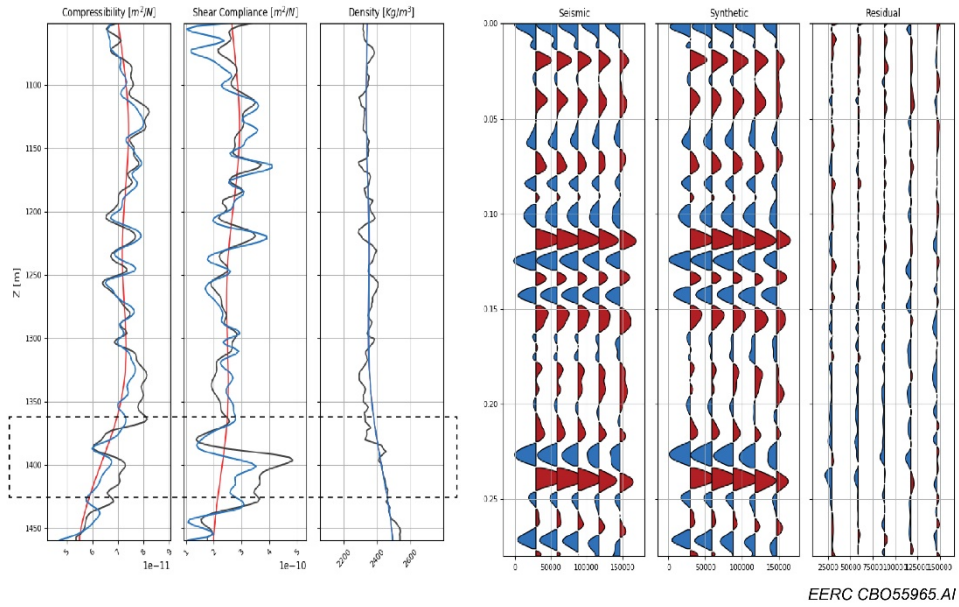 Compressibility [m²/N]
Shear Compliance [m²/N]
Density [Kg/m³]
Seismic
Synthetic
Residual
Z [m]
1100
1150
1200
1250
1300
1350
1400
1450
5 6 7 8 9
1e-11
1 2 3 4 5
1e-10
2200 2400 2600
0.00
0.05
0.10
0.15
0.20
0.25
0 50000 100000 150000
0 50000 100000 150000
25000 50000 75000 100000 125000 150000
EERC CBO55965.AI